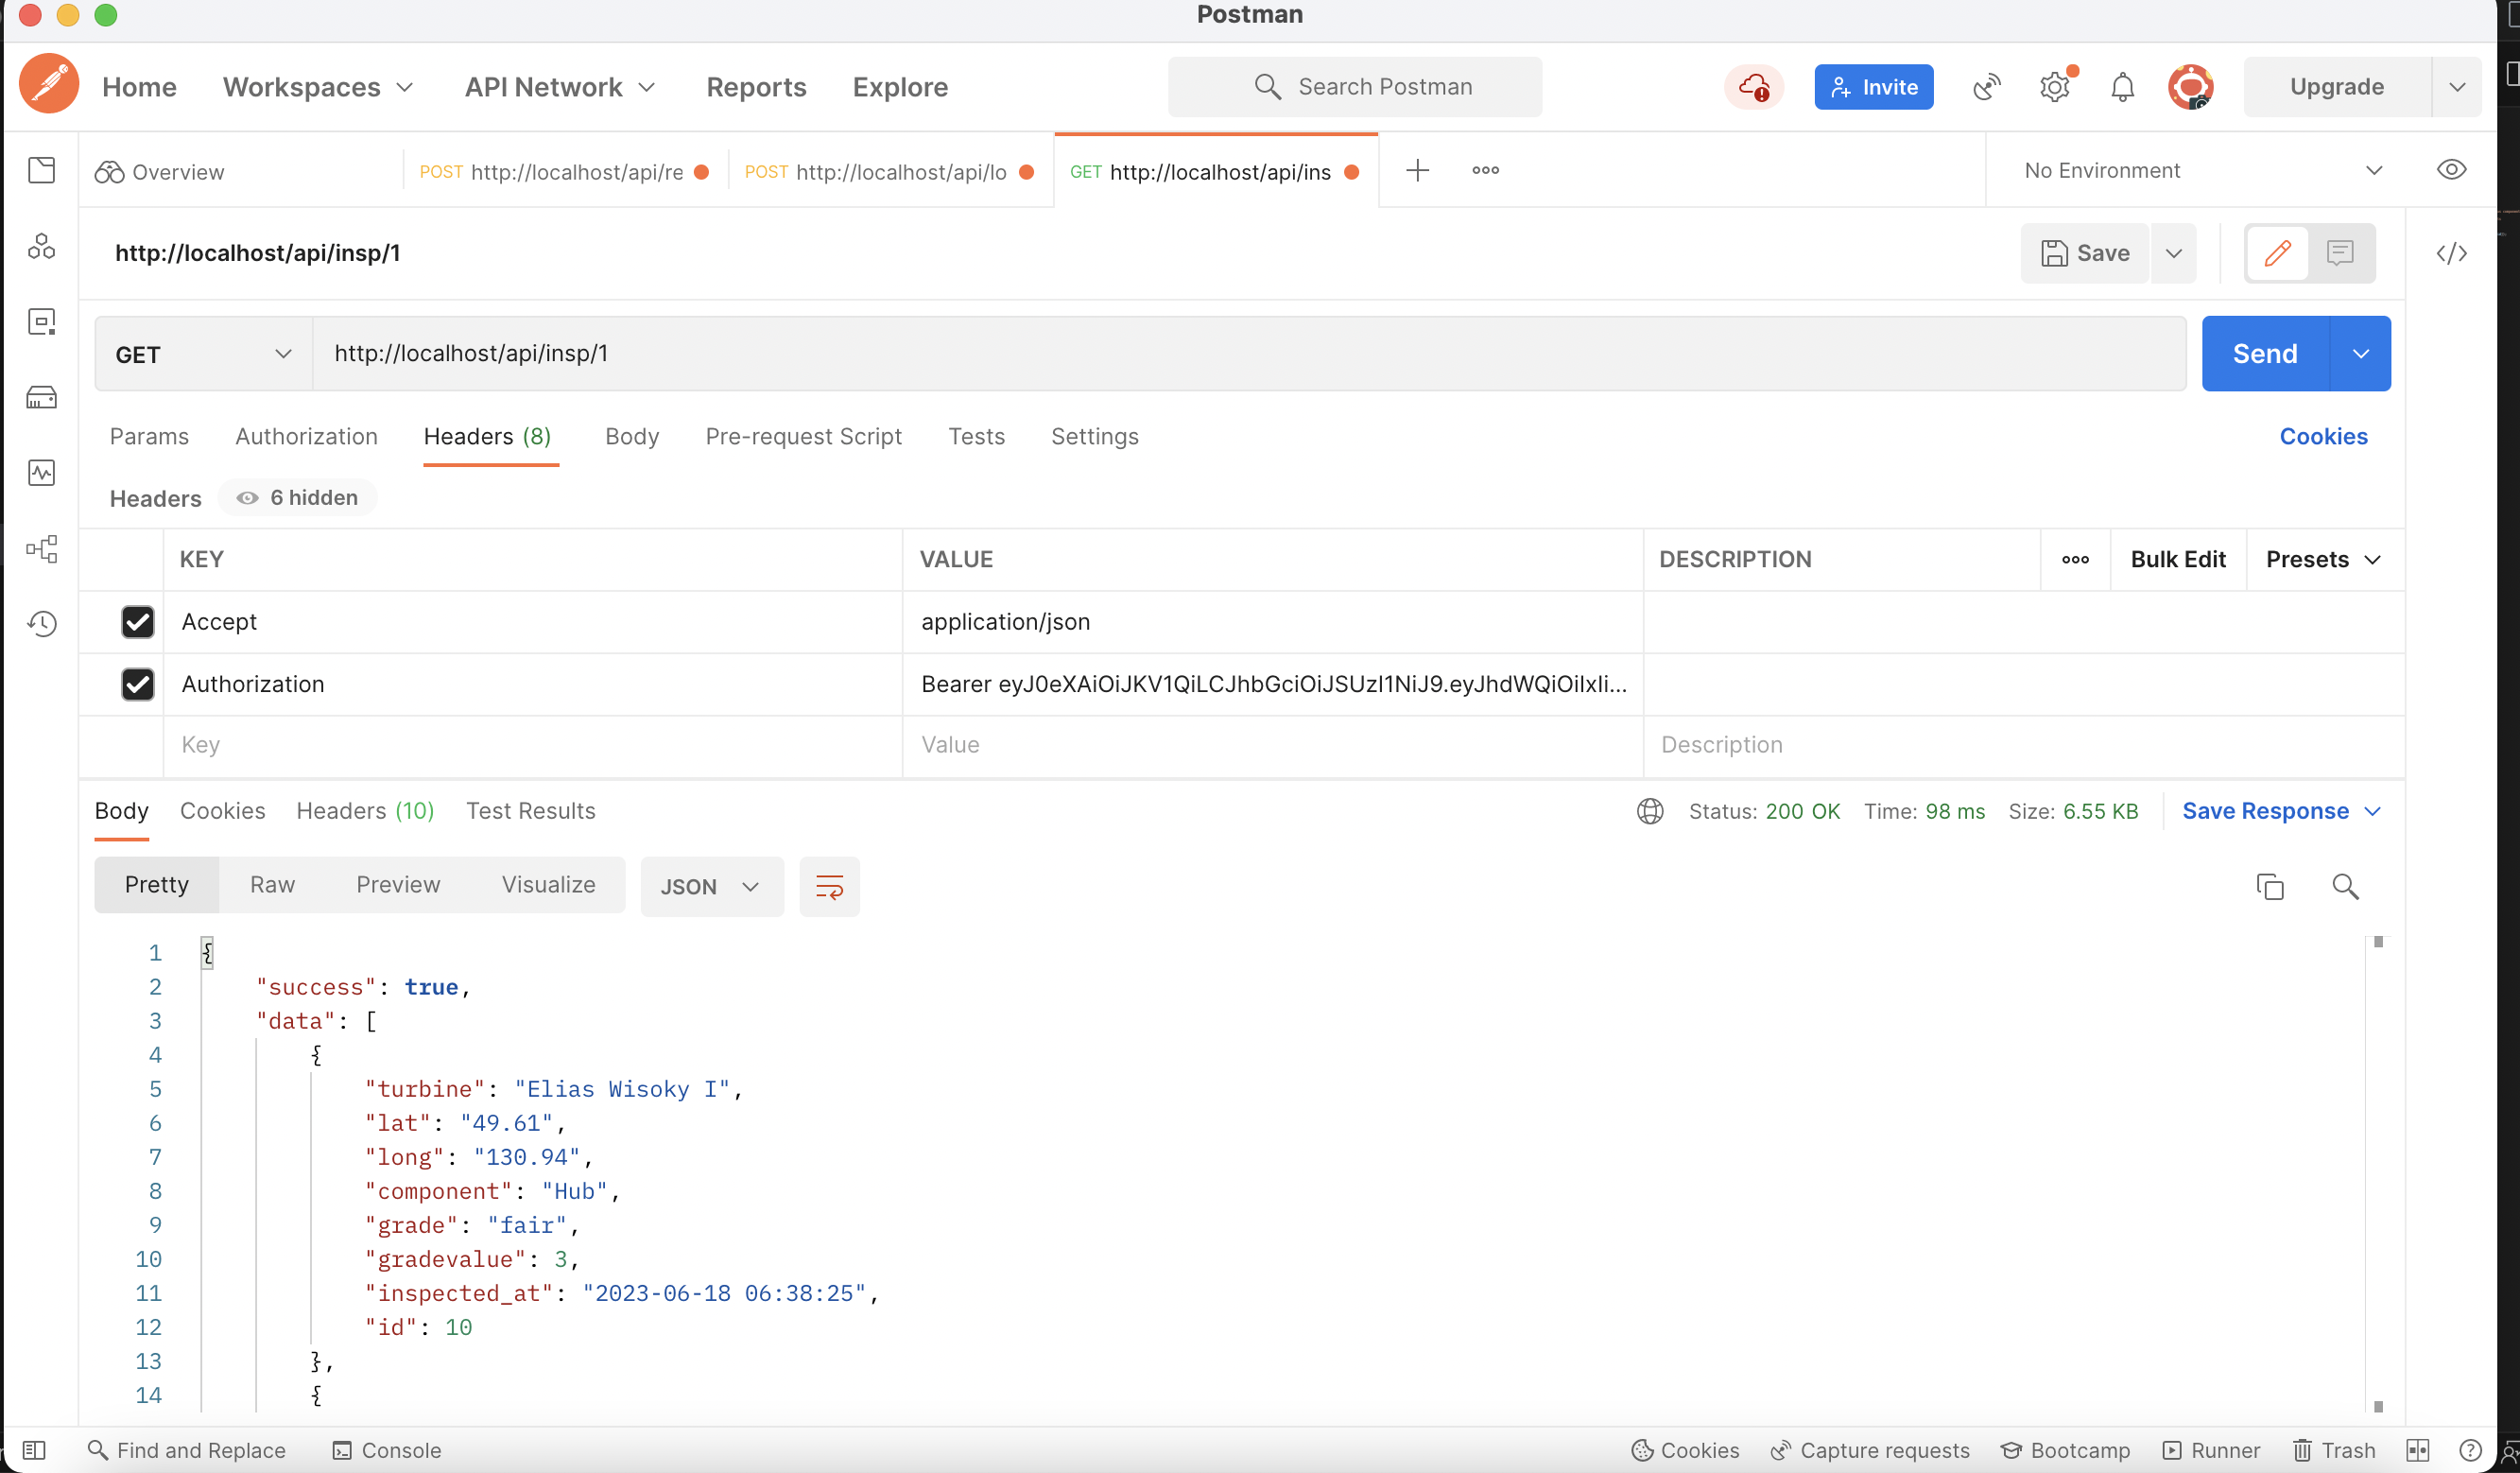 Postman
Home Workspaces API Network Reports Explore Search Postman Invite Upgrade
Overview POST http://localhost/api/re POST http://localhost/api/lo GET http://localhost/api/ins No Environment
http://localhost/api/insp/1 Save
GET http://localhost/api/insp/1 Send
Params Authorization Headers (8) Body Pre-request Script Tests Settings Cookies
Headers 6 hidden
KEY VALUE DESCRIPTION Bulk Edit Presets
Accept application/json
Authorization Bearer eyJ0eXAiOiJKV1QiLCJhbGciOiJSUzI1NiJ9.eyJhdWQiOiIxIi...
Key Value Description
Body Cookies Headers (10) Test Results Status: 200 OK Time: 98 ms Size: 6.55 KB Save Response
Pretty Raw Preview Visualize JSON
1 {
2 "success": true,
3 "data": [
4 {
5 "turbine": "Elias Wisoky I",
6 "lat": "49.61",
7 "long": "130.94",
8 "component": "Hub",
9 "grade": "fair",
10 "gradevalue": 3,
11 "inspected_at": "2023-06-18 06:38:25",
12 "id": 10
13 },
14 {
Find and Replace Console Cookies Capture requests Bootcamp Runner Trash